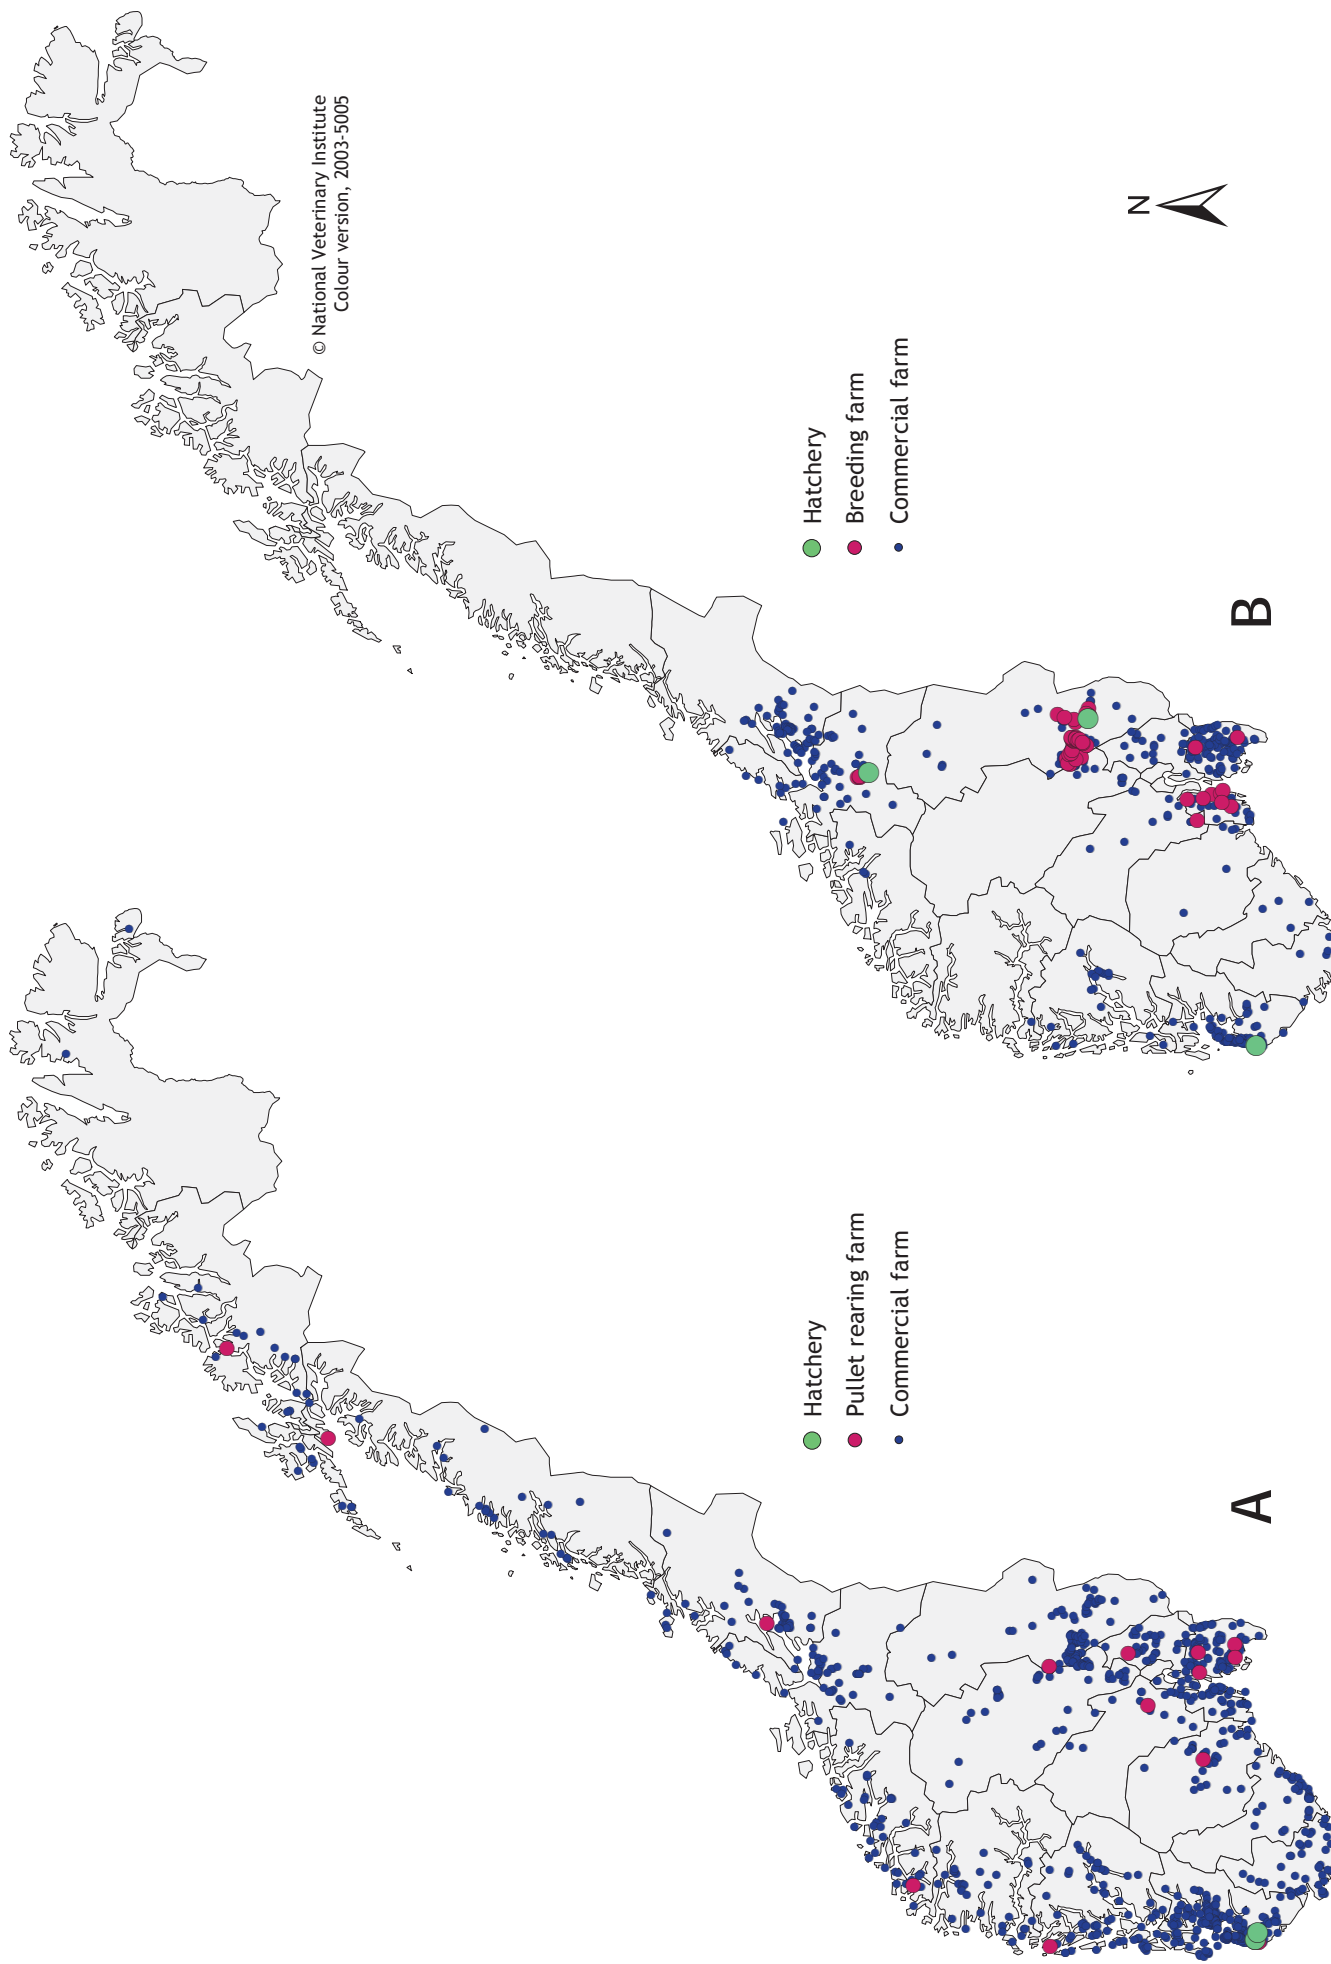 A
Hatchery
Pullet rearing farm
Commercial farm
B
Hatchery
Breeding farm
Commercial farm
© National Veterinary Institute
Colour version, 2003-5005
N